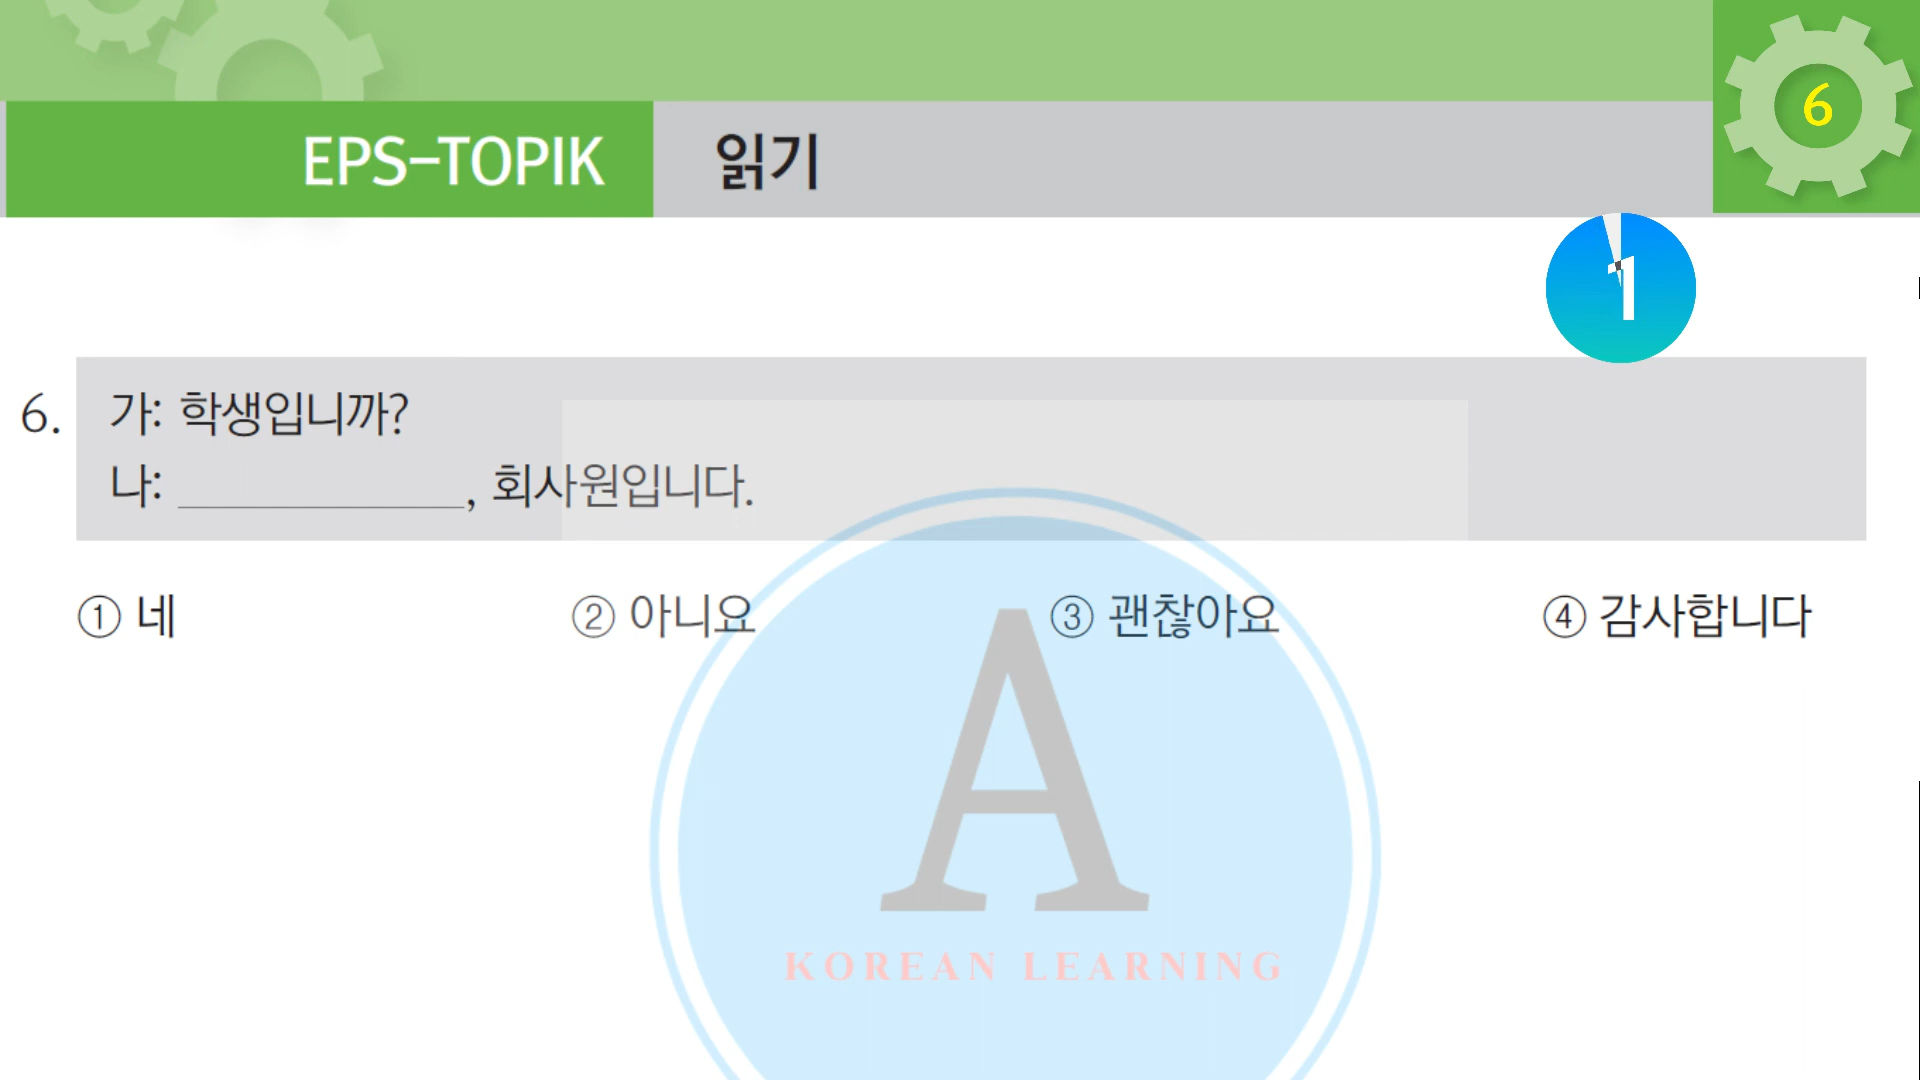 6
EPS-TOPIK 읽기
1
6. 가: 학생입니까?
나: ____________, 회사원입니다.
① 네 ② 아니요 ③ 괜찮아요 ④ 감사합니다
A
KOREAN LEARNING